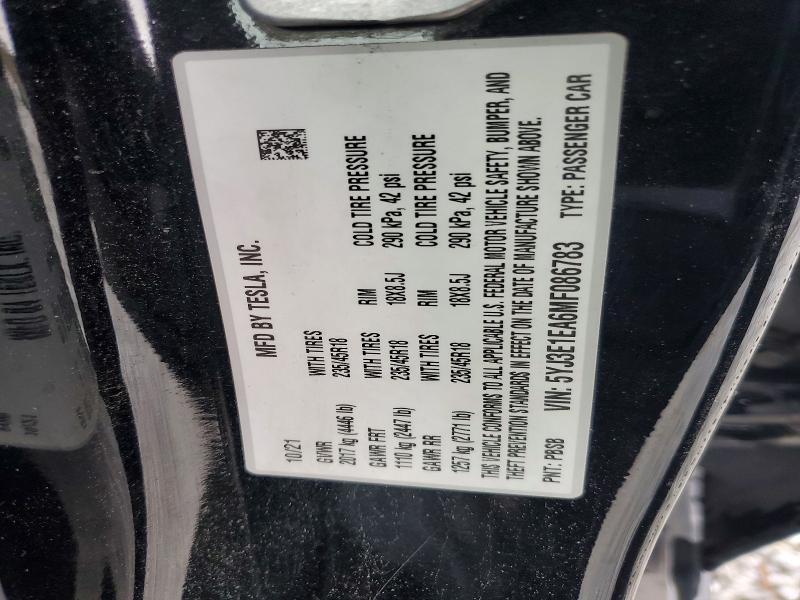 MFD BY TESLA, INC.
10/21
GVWR WITH TIRES RIM COLD TIRE PRESSURE
2017 kg (4446 lb) 235/45R18 18X8.5J 290 kPa, 42 psi
GAWR FRT WITH TIRES RIM COLD TIRE PRESSURE
1110 kg (2447 lb) 235/45R18 18X8.5J 290 kPa, 42 psi
GAWR RR WITH TIRES
1257 kg (2771 lb) 235/45R18
THIS VEHICLE CONFORMS TO ALL APPLICABLE U.S. FEDERAL MOTOR VEHICLE SAFETY, BUMPER, AND
THEFT PREVENTION STANDARDS IN EFFECT ON THE DATE OF MANUFACTURE SHOWN ABOVE.
PNT: PBSB VIN: 5YJ3E1EA6MF086783 TYPE: PASSENGER CAR